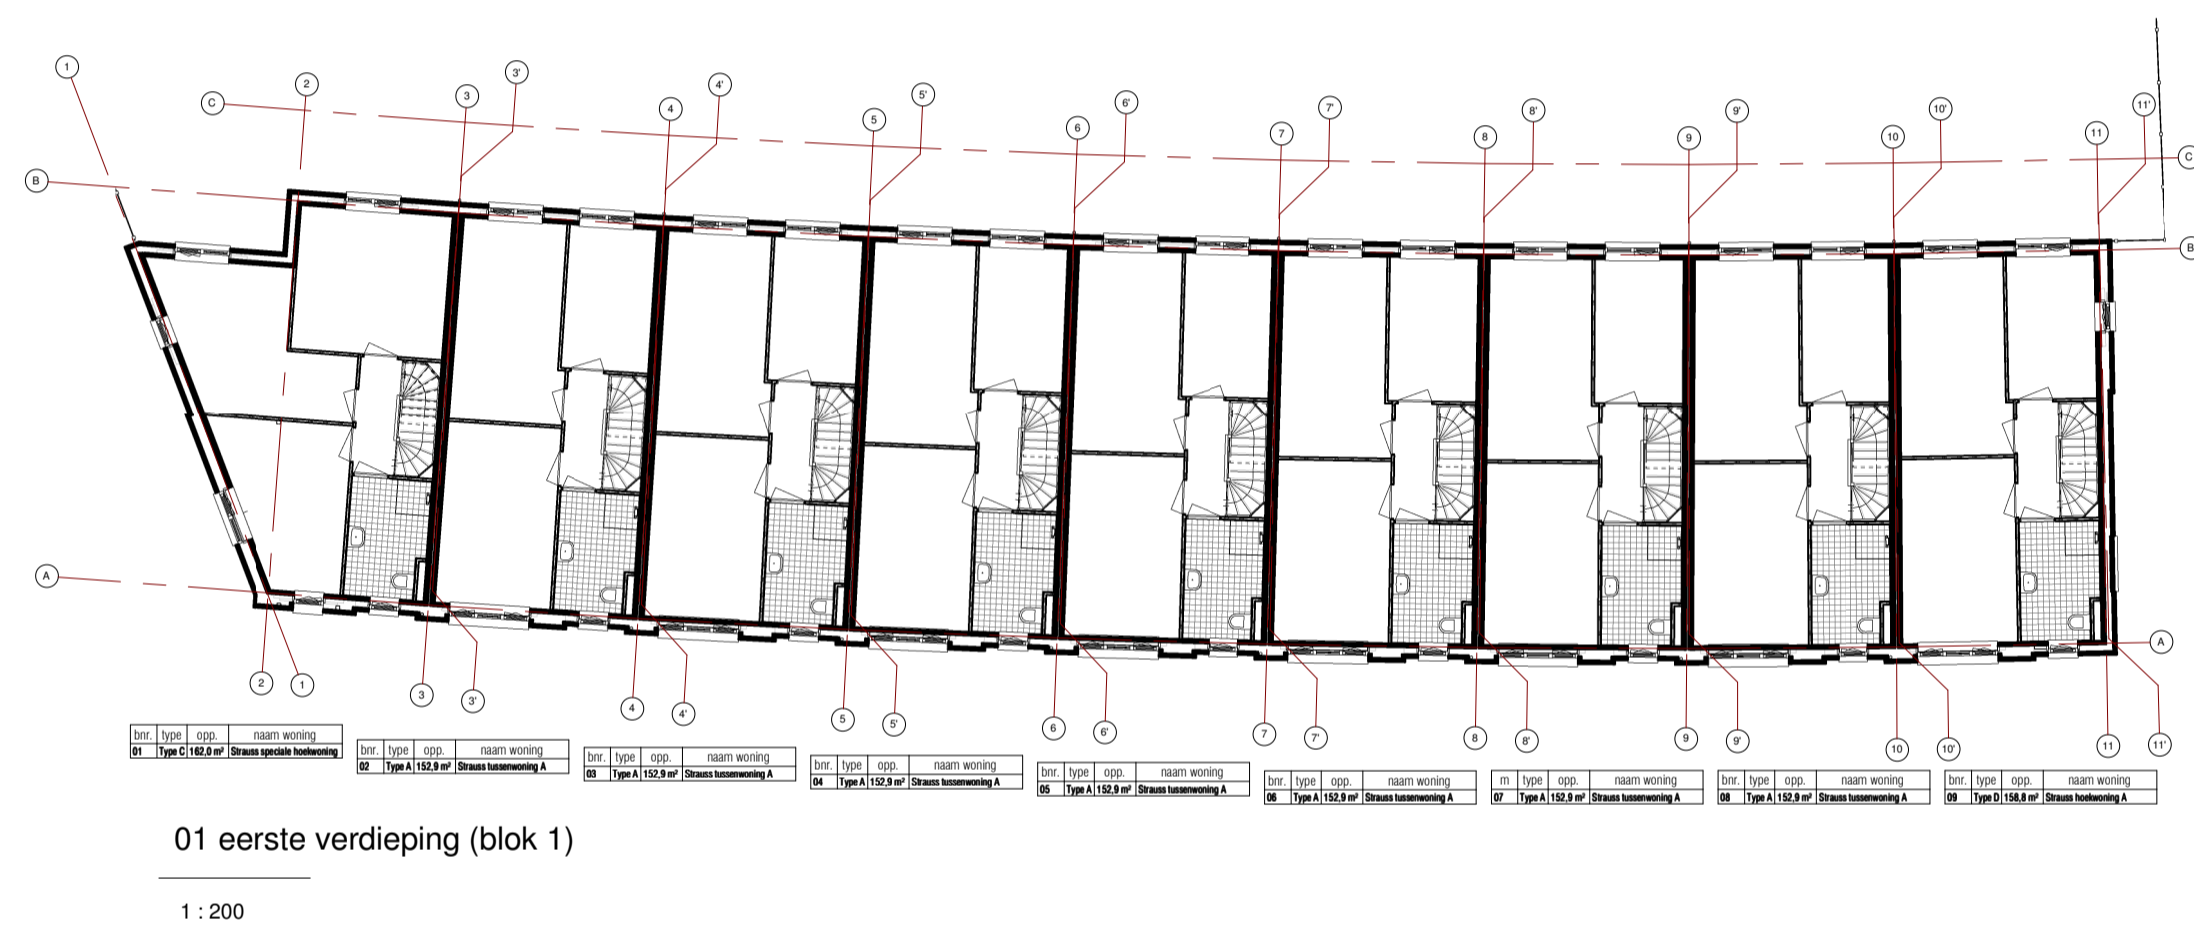 1
2
C
3
3'
4
4'
5
5'
6
6'
7
7'
8
8'
9
9'
10
10'
11
11'
C
B
B
A
A
2
1
3
3'
4
4'
5
5'
6
6'
7
7'
8
8'
9
9'
10
10'
11
11'
bnr. type opp. naam woning
01 Type C 162,0 m² Strauss speciale hoekwoning
bnr. type opp. naam woning
02 Type A 152,9 m² Strauss tussenwoning A
bnr. type opp. naam woning
03 Type A 152,9 m² Strauss tussenwoning A
bnr. type opp. naam woning
04 Type A 152,9 m² Strauss tussenwoning A
bnr. type opp. naam woning
05 Type A 152,9 m² Strauss tussenwoning A
bnr. type opp. naam woning
06 Type A 152,9 m² Strauss tussenwoning A
m type opp. naam woning
07 Type A 152,9 m² Strauss tussenwoning A
bnr. type opp. naam woning
08 Type A 152,9 m² Strauss tussenwoning A
bnr. type opp. naam woning
09 Type D 158,8 m² Strauss hoekwoning A
01 eerste verdieping (blok 1)
1 : 200